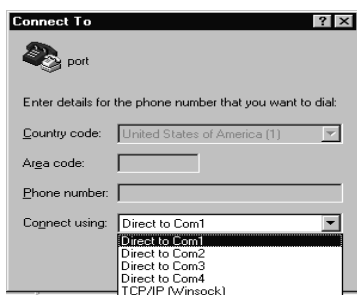 Connect To
port
Enter details for the phone number that you want to dial:
Country code: United States of America (1)
Area code:
Phone number:
Connect using: Direct to Com1
Direct to Com1
Direct to Com2
Direct to Com3
Direct to Com4
TCP/IP (Winsock)